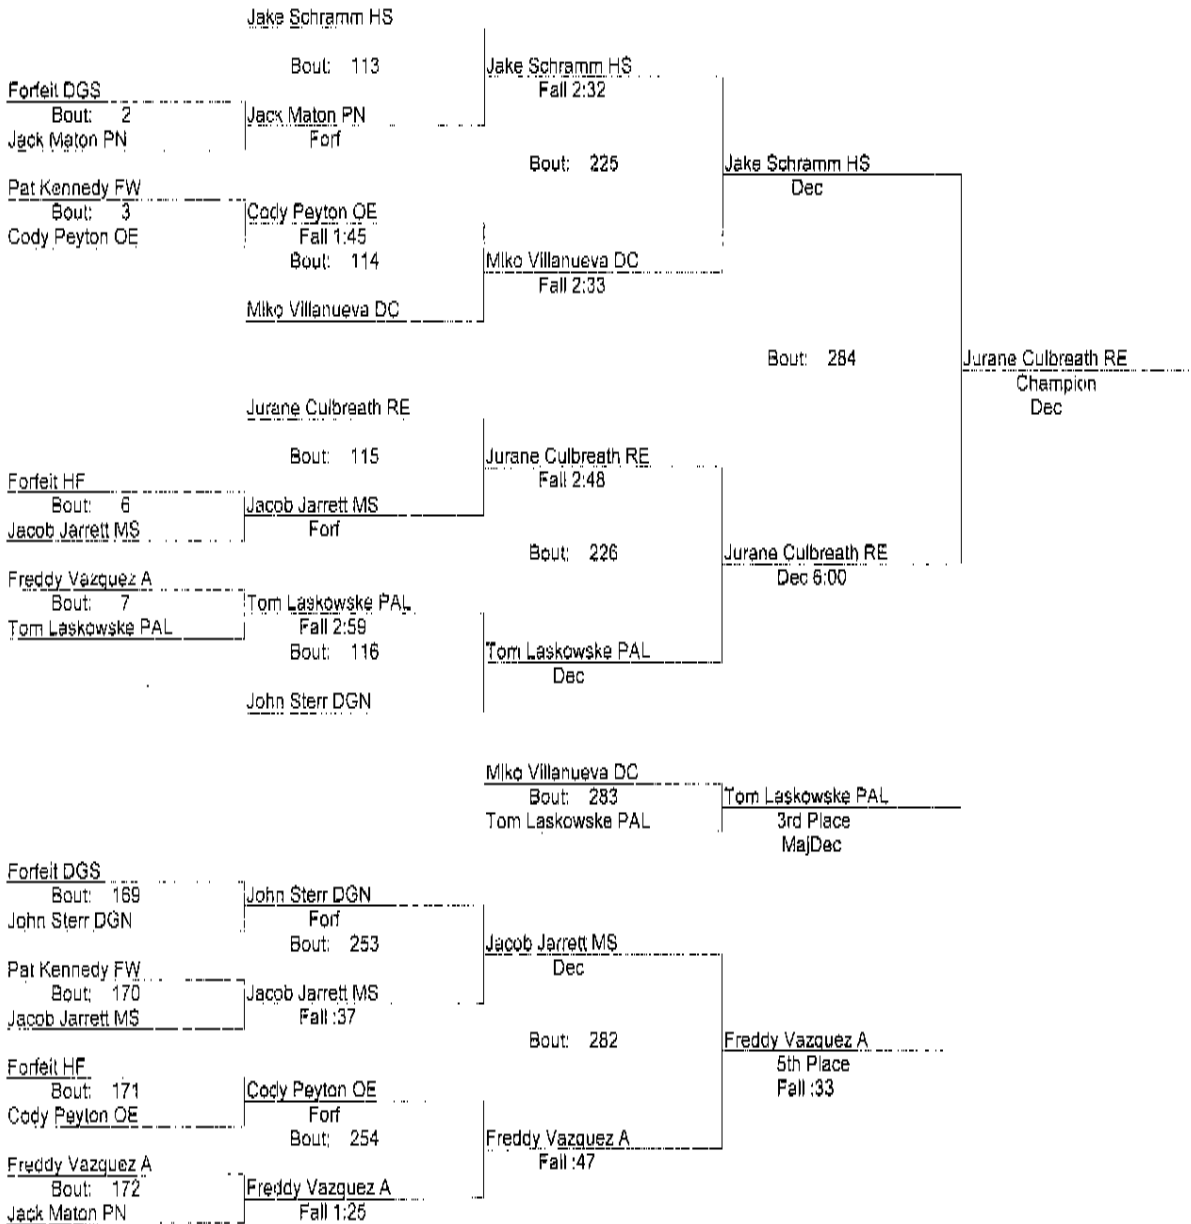 Jake Schramm HS
Bout: 113
Jake Schramm HS
Fall 2:32
Forfeit DGS
Bout: 2
Jack Maton PN
Jack Maton PN
Forf
Bout: 225
Jake Schramm HS
Dec
Pat Kennedy FW
Bout: 3
Cody Peyton OE
Cody Peyton OE
Fall 1:45
Bout: 114
Miko Villanueva DC
Fall 2:33
Miko Villanueva DC
Bout: 284
Jurane Culbreath RE
Champion
Dec
Jurane Culbreath RE
Bout: 115
Jurane Culbreath RE
Fall 2:48
Forfeit HF
Bout: 6
Jacob Jarrett MS
Jacob Jarrett MS
Forf
Bout: 226
Jurane Culbreath RE
Dec 6:00
Freddy Vazquez A
Bout: 7
Tom Laskowske PAL
Tom Laskowske PAL
Fall 2:59
Bout: 116
Tom Laskowske PAL
Dec
John Sterr DGN
Miko Villanueva DC
Bout: 283
Tom Laskowske PAL
Tom Laskowske PAL
3rd Place
MajDec
Forfeit DGS
Bout: 169
John Sterr DGN
John Sterr DGN
Forf
Bout: 253
Jacob Jarrett MS
Dec
Pat Kennedy FW
Bout: 170
Jacob Jarrett MS
Jacob Jarrett MS
Fall :37
Bout: 282
Freddy Vazquez A
5th Place
Fall :33
Forfeit HF
Bout: 171
Cody Peyton OE
Cody Peyton OE
Forf
Bout: 254
Freddy Vazquez A
Fall :47
Freddy Vazquez A
Bout: 172
Jack Maton PN
Freddy Vazquez A
Fall 1:25